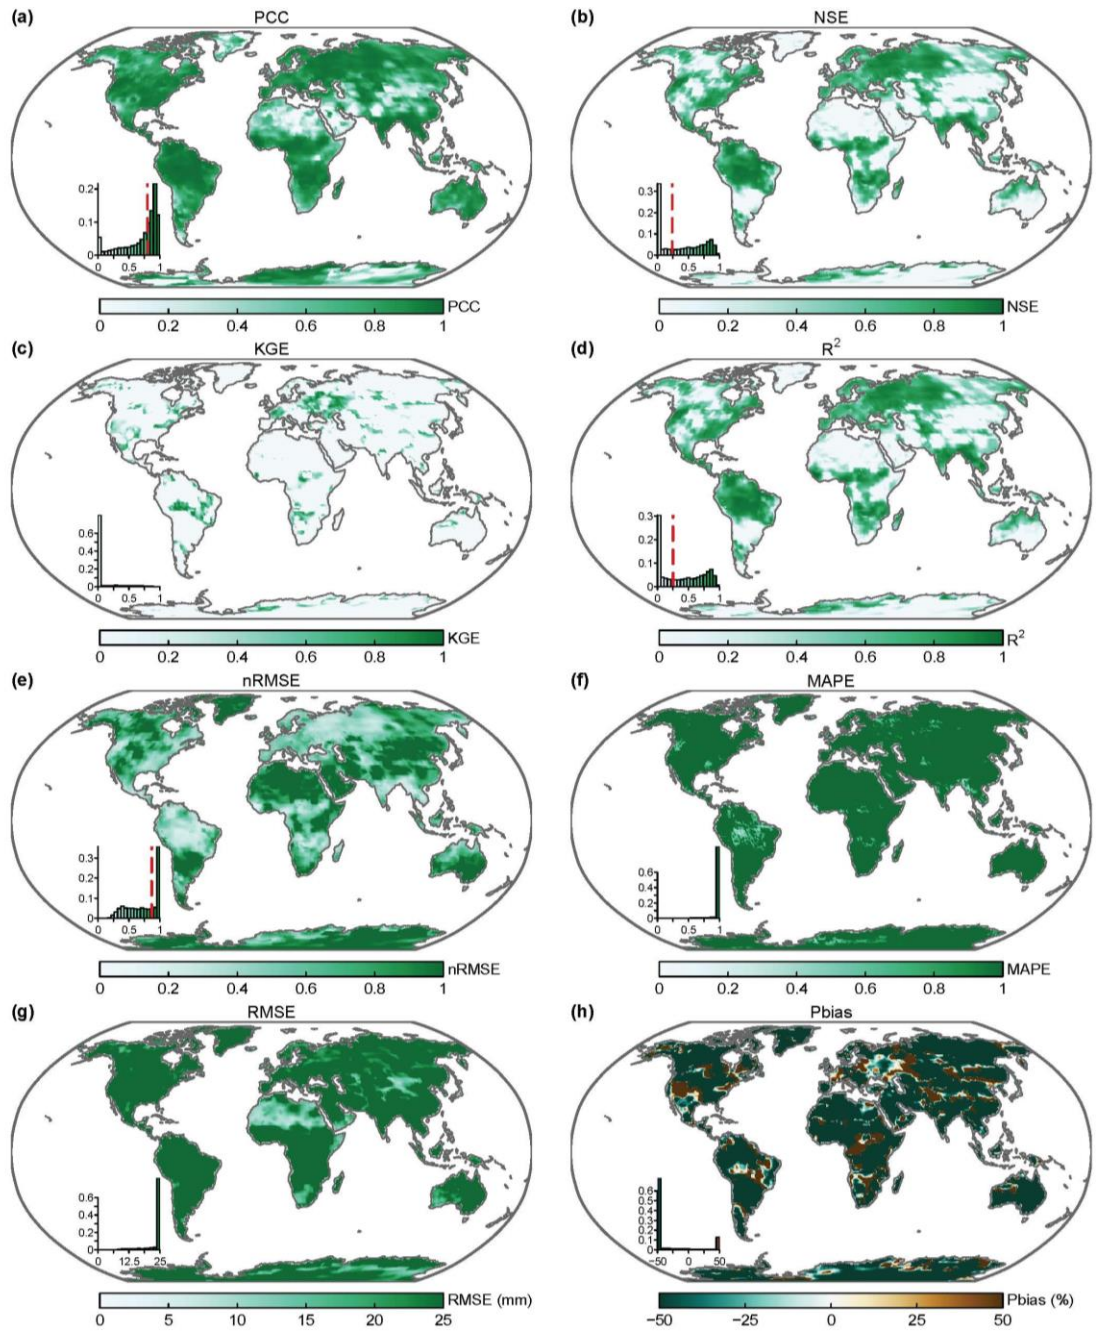 (a) PCC
0.2
0.1
0
0 0.5 1
PCC
0 0.2 0.4 0.6 0.8 1
(b) NSE
0.3
0.2
0.1
0
0 0.5 1
NSE
0 0.2 0.4 0.6 0.8 1
(c) KGE
0.6
0.4
0.2
0
0 0.5 1
KGE
0 0.2 0.4 0.6 0.8 1
(d) R²
0.3
0.2
0.1
0
0 0.5 1
R²
0 0.2 0.4 0.6 0.8 1
(e) nRMSE
0.3
0.2
0.1
0
0 0.5 1
nRMSE
0 0.2 0.4 0.6 0.8 1
(f) MAPE
0.6
0.4
0.2
0
0 0.5 1
MAPE
0 0.2 0.4 0.6 0.8 1
(g) RMSE
0.6
0.4
0.2
0
0 12.5 25
RMSE (mm)
0 5 10 15 20 25
(h) Pbias
0.6
0.5
0.4
0.3
0.2
0.1
0
−50 0 50
Pbias (%)
−50 −25 0 25 50